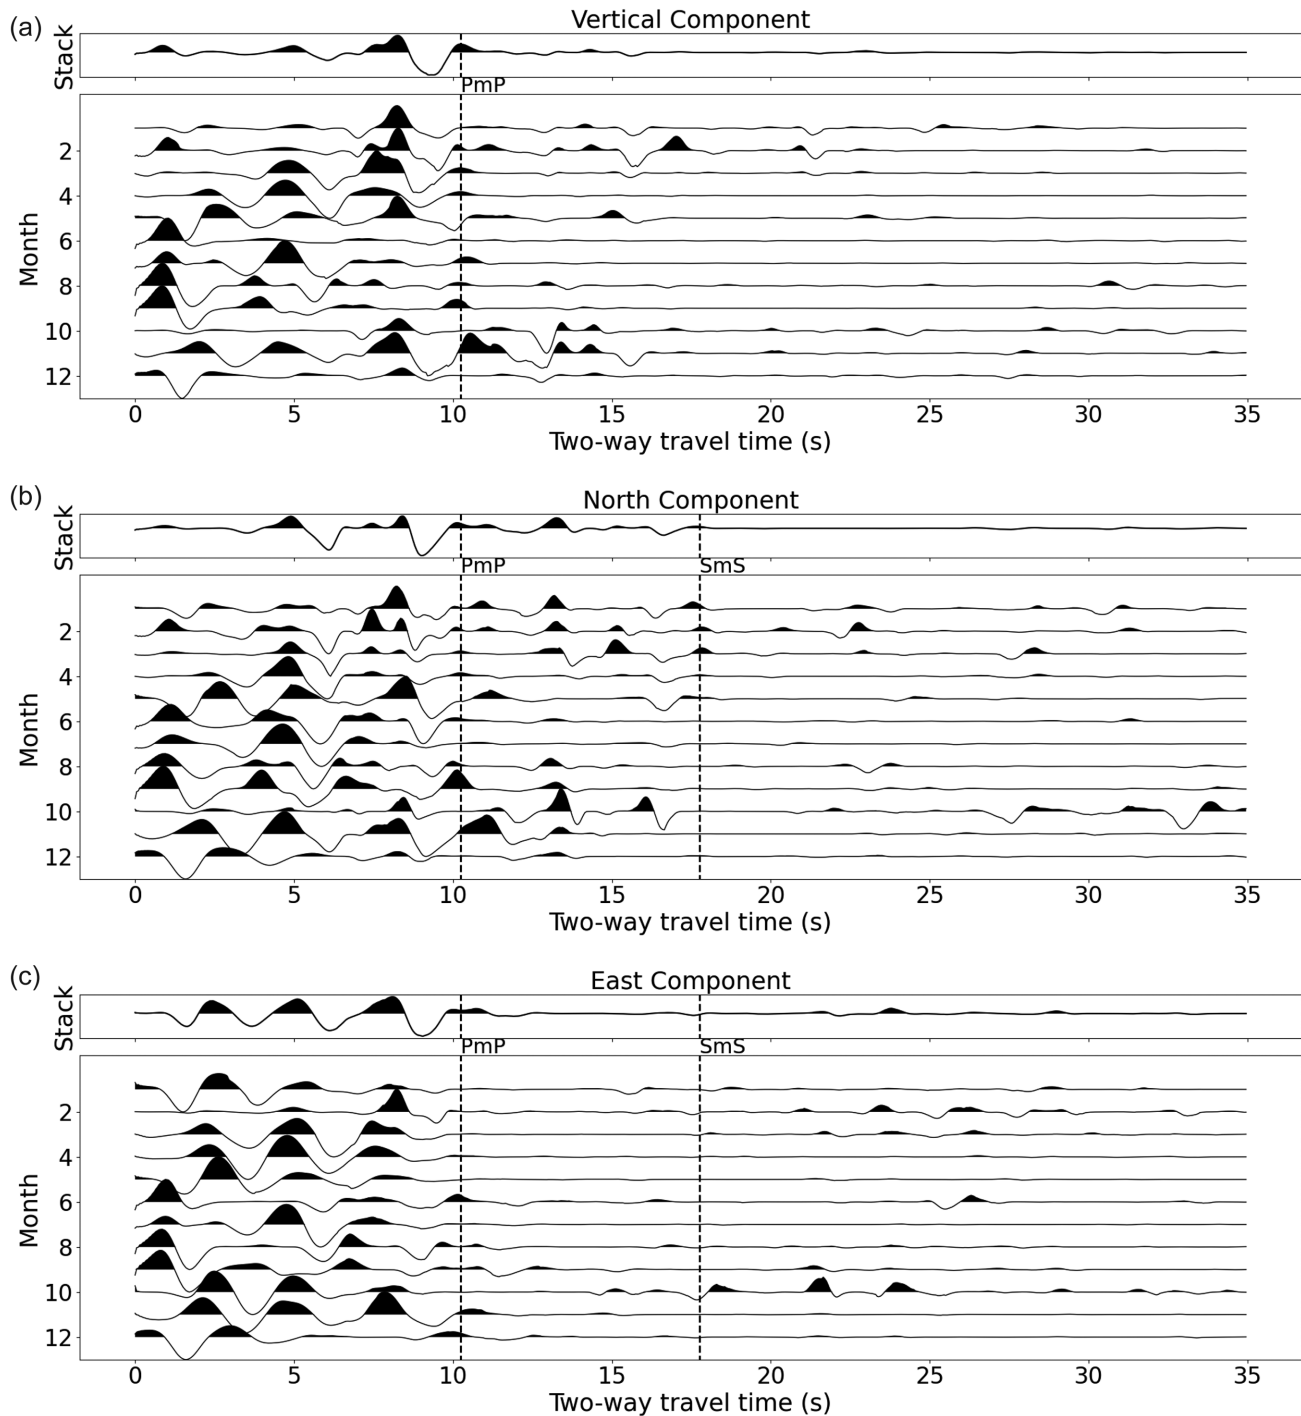 (a)
Vertical Component
Stack
PmP
Month
2
4
6
8
10
12
0 5 10 15 20 25 30 35
Two-way travel time (s)
(b)
North Component
Stack
PmP SmS
Month
2
4
6
8
10
12
0 5 10 15 20 25 30 35
Two-way travel time (s)
(c)
East Component
Stack
PmP SmS
Month
2
4
6
8
10
12
0 5 10 15 20 25 30 35
Two-way travel time (s)